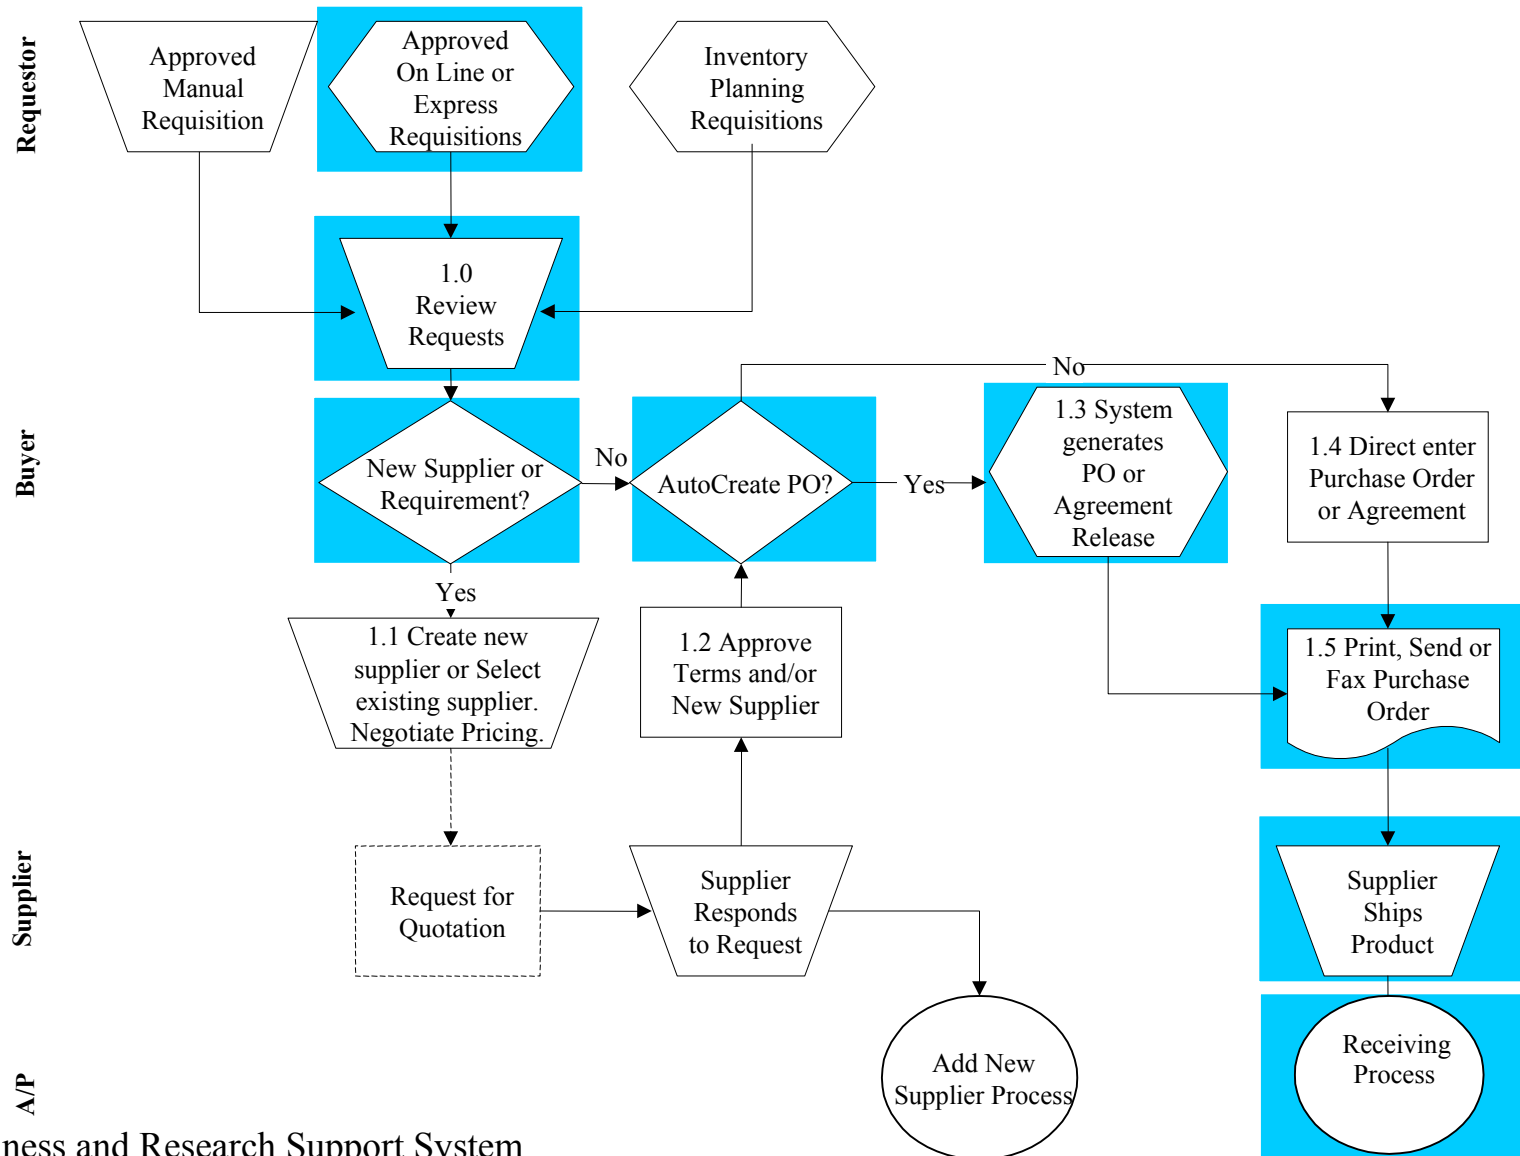 Requestor
Approved
Manual
Requisition
Approved
On Line or
Express
Requisitions
Inventory
Planning
Requisitions
1.0
Review
Requests
Buyer
New Supplier or
Requirement?
No
AutoCreate PO?
Yes
No
1.3 System
generates
PO or
Agreement
Release
1.4 Direct enter
Purchase Order
or Agreement
Yes
1.1 Create new
supplier or Select
existing supplier.
Negotiate Pricing.
1.2 Approve
Terms and/or
New Supplier
1.5 Print, Send or
Fax Purchase
Order
Supplier
Request for
Quotation
Supplier
Responds
to Request
Supplier
Ships
Product
A/P
Add New
Supplier Process
Receiving
Process
ness and Research Support System